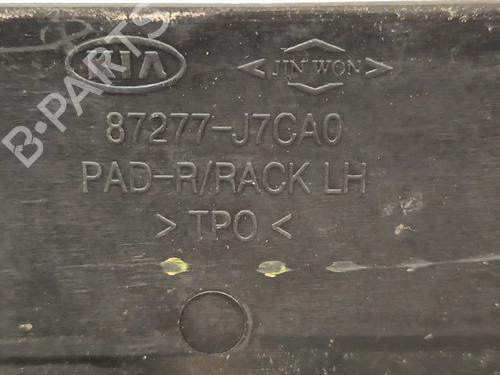 KIA
JIN WON
87277-J7CA0
PAD-R/RACK LH
>TPO<
B-PARTS